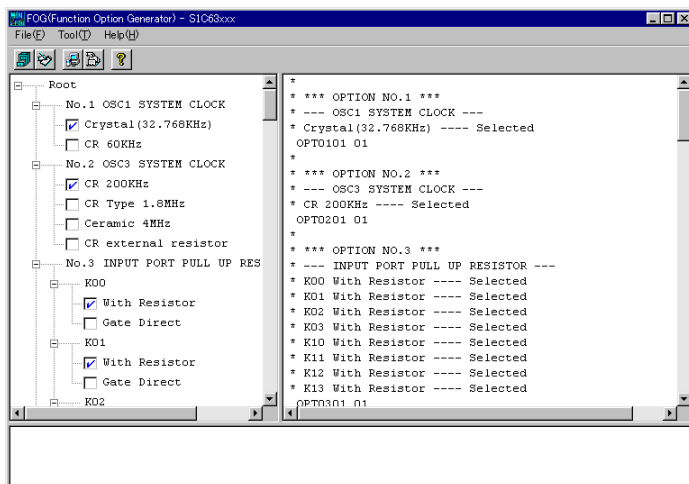 FOG(Function Option Generator) - S1C63xxx
File(F) Tool(T) Help(H)
Root
No.1 OSC1 SYSTEM CLOCK
Crystal(32.768KHz)
CR 60KHz
No.2 OSC3 SYSTEM CLOCK
CR 200KHz
CR Type 1.8MHz
Ceramic 4MHz
CR external resistor
No.3 INPUT PORT PULL UP RES
K00
With Resistor
Gate Direct
K01
With Resistor
Gate Direct
K02
*
* *** OPTION NO.1 ***
* --- OSC1 SYSTEM CLOCK ---
* Crystal(32.768KHz) ---- Selected
OPT0101 01
*
* *** OPTION NO.2 ***
* --- OSC3 SYSTEM CLOCK ---
* CR 200KHz ---- Selected
OPT0201 01
*
* *** OPTION NO.3 ***
* --- INPUT PORT PULL UP RESISTOR ---
* K00 With Resistor ---- Selected
* K01 With Resistor ---- Selected
* K02 With Resistor ---- Selected
* K03 With Resistor ---- Selected
* K10 With Resistor ---- Selected
* K11 With Resistor ---- Selected
* K12 With Resistor ---- Selected
* K13 With Resistor ---- Selected
OPT0301 01